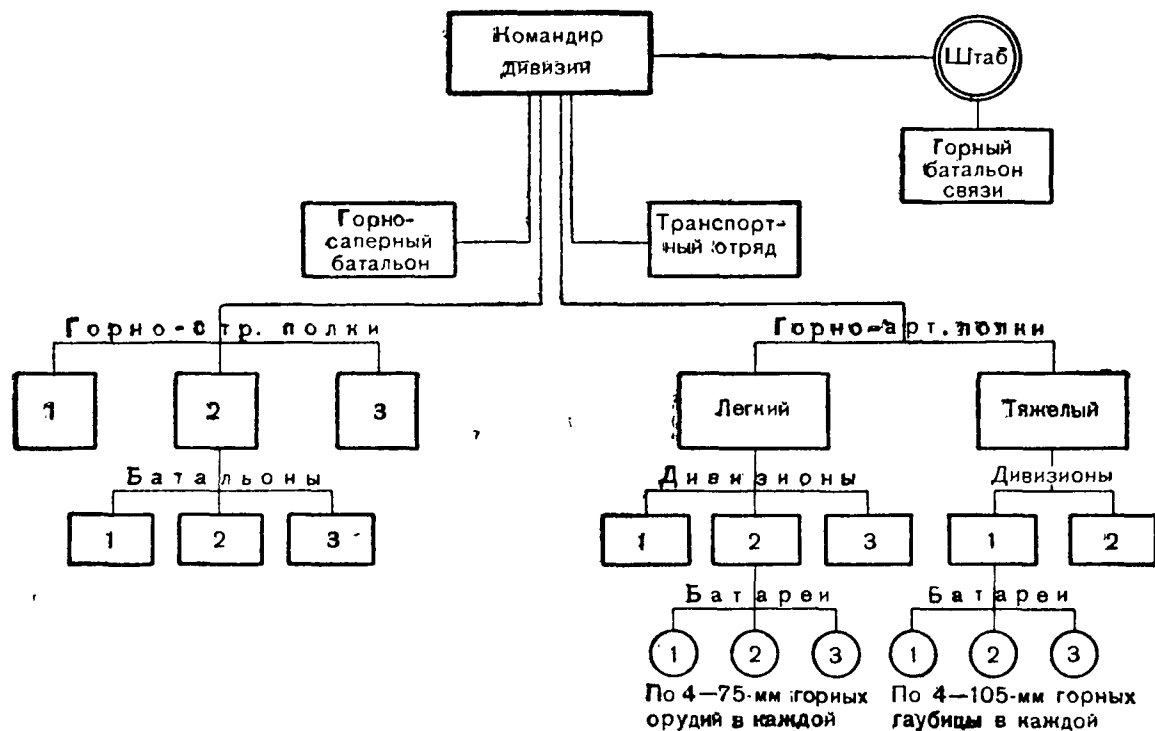 Командир
дивизии
Штаб
Горный
батальон
связи
Горно-
саперный
батальон
Транспорт-
ный отряд
Горно-стр. полки
Горно-арт. полки
1
2
3
Легкий
Тяжелый
Батальоны
Дивизионы
Дивизионы
1
2
3
1
2
3
1
2
Батареи
Батареи
1
2
3
1
2
3
По 4—75-мм горных
орудий в каждой
По 4—105-мм горных
гаубицы в каждой